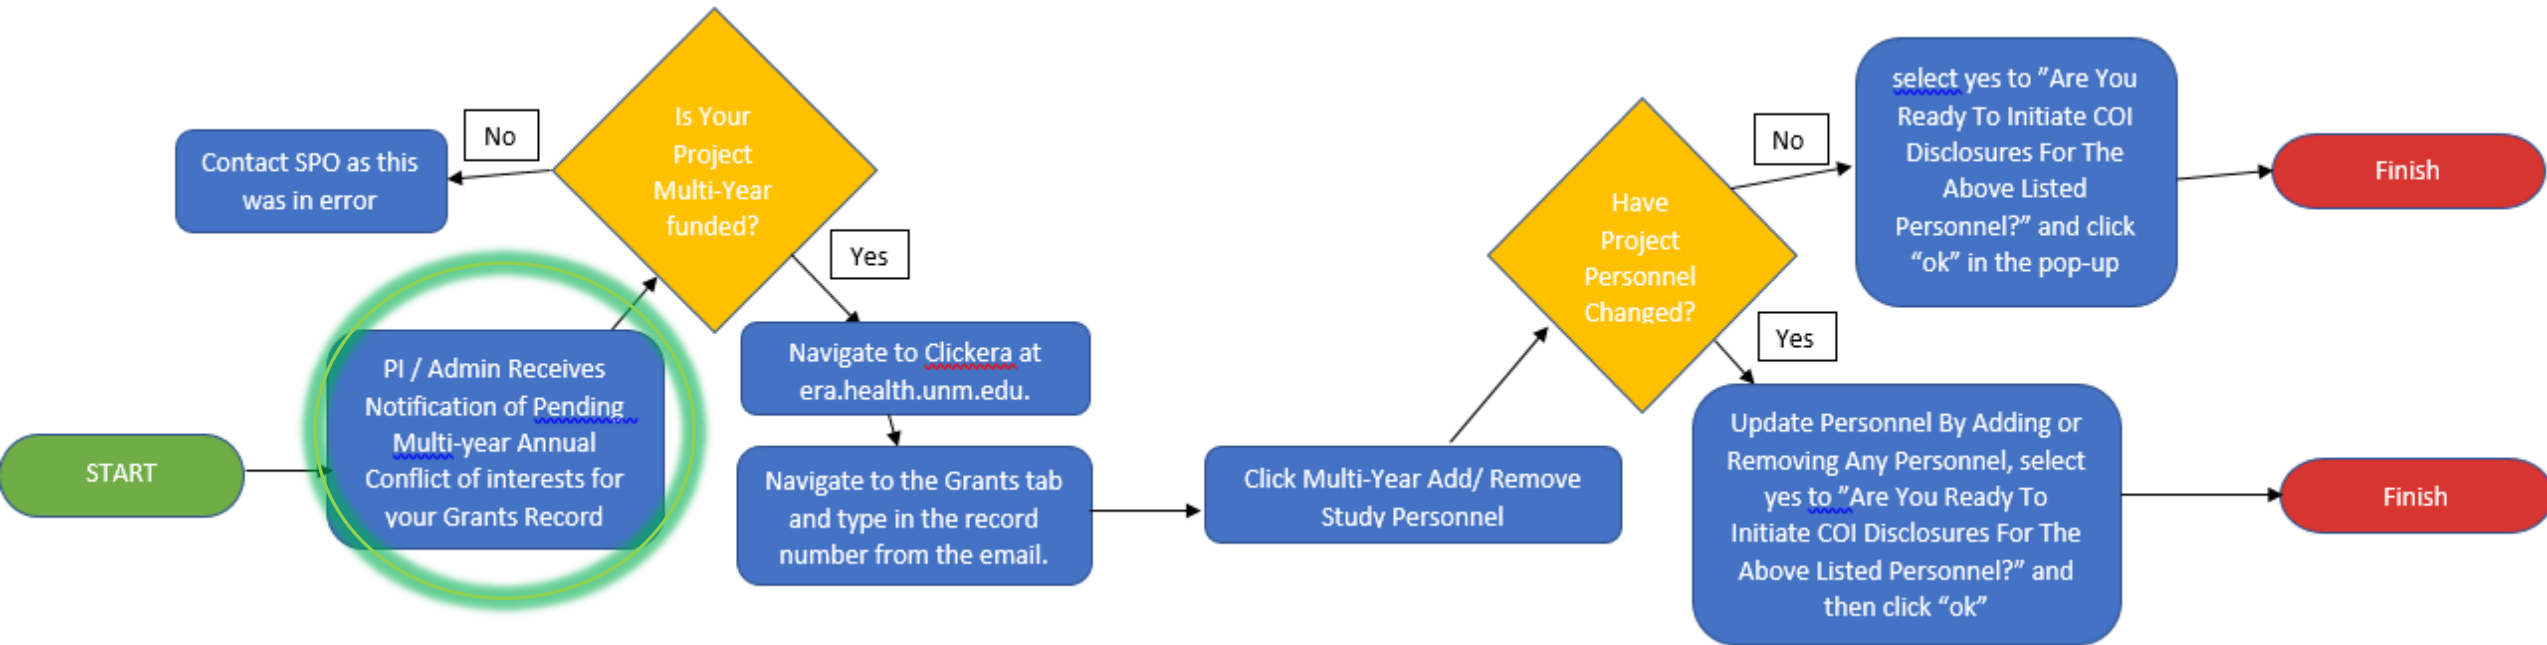 START
PI / Admin Receives
Notification of Pending
Multi-year Annual
Conflict of interests for
your Grants Record
Is Your
Project
Multi-Year
funded?
No
Contact SPO as this
was in error
Yes
Navigate to Clickera at
era.health.unm.edu.
Navigate to the Grants tab
and type in the record
number from the email.
Click Multi-Year Add/ Remove
Study Personnel
Have
Project
Personnel
Changed?
No
select yes to "Are You
Ready To Initiate COI
Disclosures For The
Above Listed
Personnel?" and click
"ok" in the pop-up
Finish
Yes
Update Personnel By Adding or
Removing Any Personnel, select
yes to "Are You Ready To
Initiate COI Disclosures For The
Above Listed Personnel?" and
then click "ok"
Finish